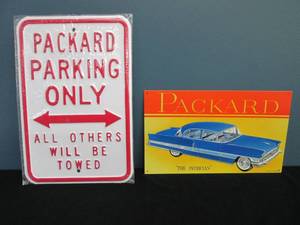 PACKARD
PARKING
ONLY
ALL OTHERS
WILL BE
TOWED
PACKARD
"THE PATRICIAN"